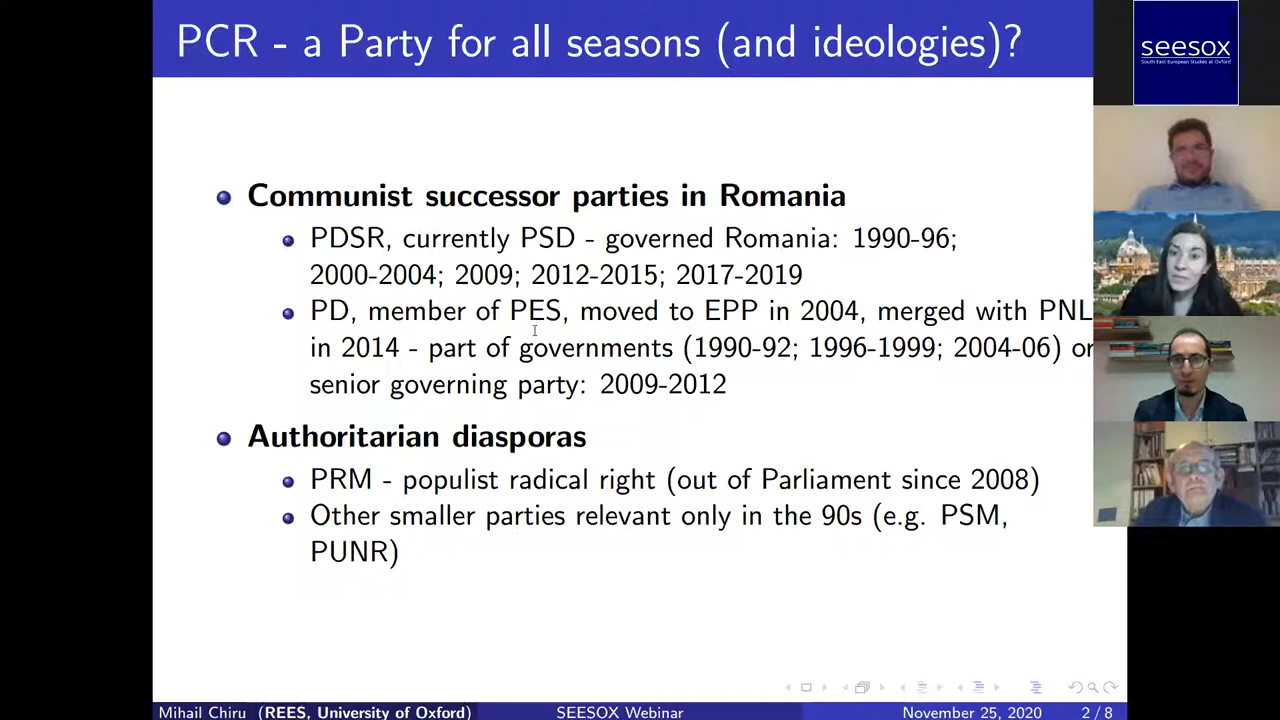 PCR - a Party for all seasons (and ideologies)?
seesox
South East European Studies at Oxford
Communist successor parties in Romania
PDSR, currently PSD - governed Romania: 1990-96;
2000-2004; 2009; 2012-2015; 2017-2019
PD, member of PES, moved to EPP in 2004, merged with PNL
in 2014 - part of governments (1990-92; 1996-1999; 2004-06) or
senior governing party: 2009-2012
Authoritarian diasporas
PRM - populist radical right (out of Parliament since 2008)
Other smaller parties relevant only in the 90s (e.g. PSM,
PUNR)
Mihail Chiru (REES, University of Oxford) SEESOX Webinar November 25, 2020 2 / 8